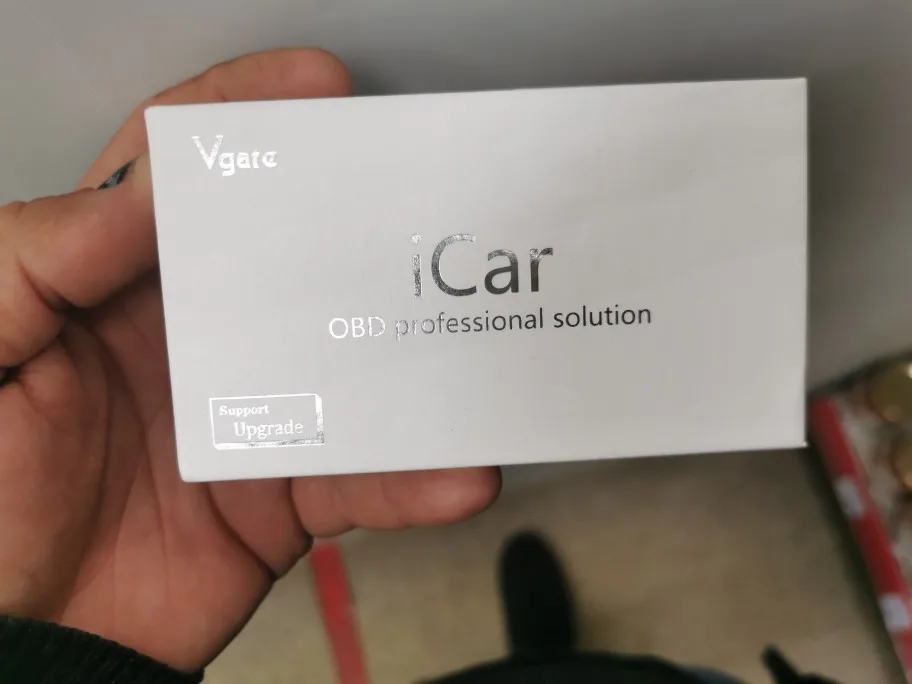 Vgate
iCar
OBD professional solution
Support
Upgrade